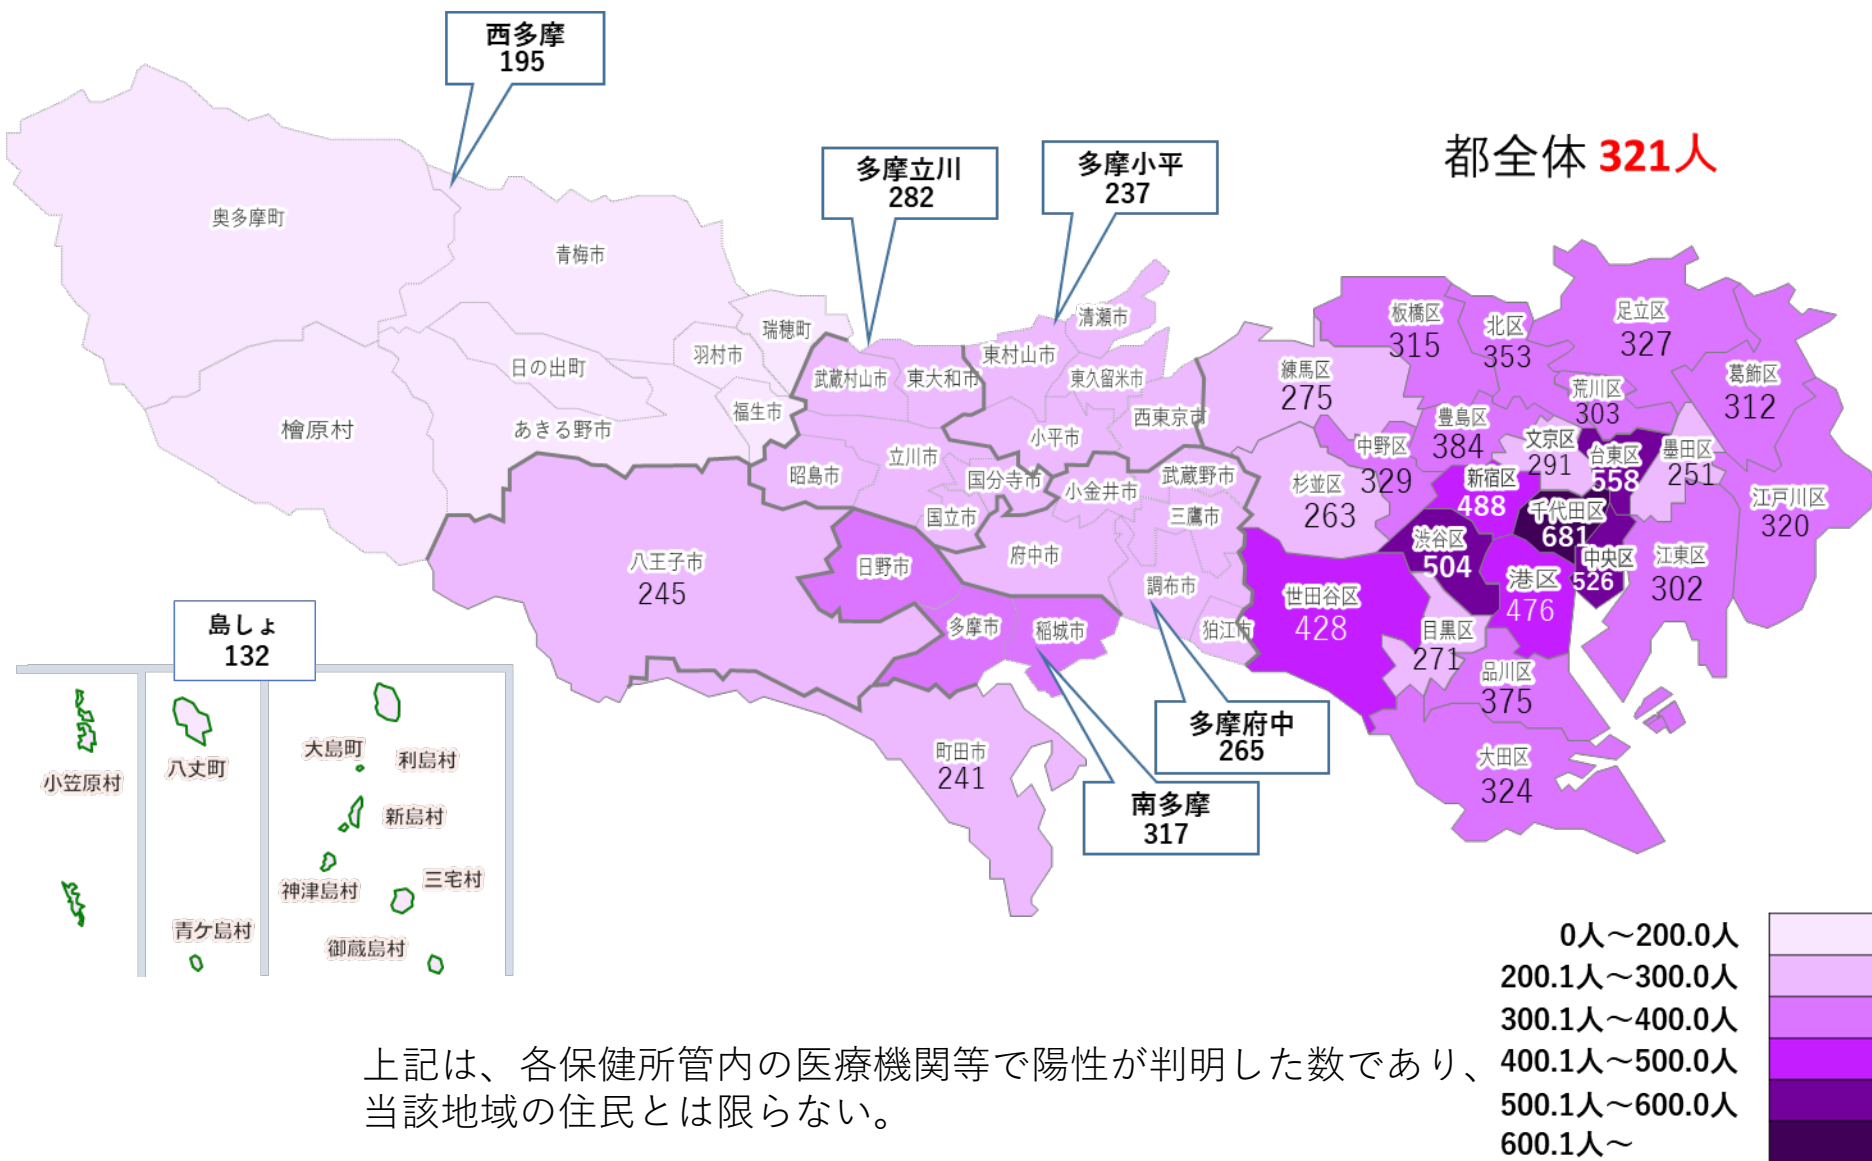 西多摩
195
多摩立川
282
多摩小平
237
都全体 321人
奥多摩町
青梅市
瑞穂町
羽村市
日の出町
福生市
あきる野市
檜原村
武蔵村山市
東大和市
東村山市
清瀬市
東久留米市
西東京市
小平市
昭島市
立川市
国分寺市
国立市
小金井市
武蔵野市
三鷹市
府中市
調布市
狛江市
八王子市
245
日野市
多摩市
稲城市
町田市
241
多摩府中
265
南多摩
317
板橋区
315
北区
353
足立区
327
葛飾区
312
練馬区
275
豊島区
384
荒川区
303
中野区
329
文京区
291
台東区
558
墨田区
251
江戸川区
320
杉並区
263
新宿区
488
千代田区
681
渋谷区
504
中央区
526
江東区
302
世田谷区
428
港区
476
目黒区
271
品川区
375
大田区
324
島しょ
132
小笠原村
八丈町
青ケ島村
大島町
利島村
新島村
神津島村
三宅村
御蔵島村
0人～200.0人
200.1人～300.0人
300.1人～400.0人
400.1人～500.0人
500.1人～600.0人
600.1人～
上記は、各保健所管内の医療機関等で陽性が判明した数であり、
当該地域の住民とは限らない。